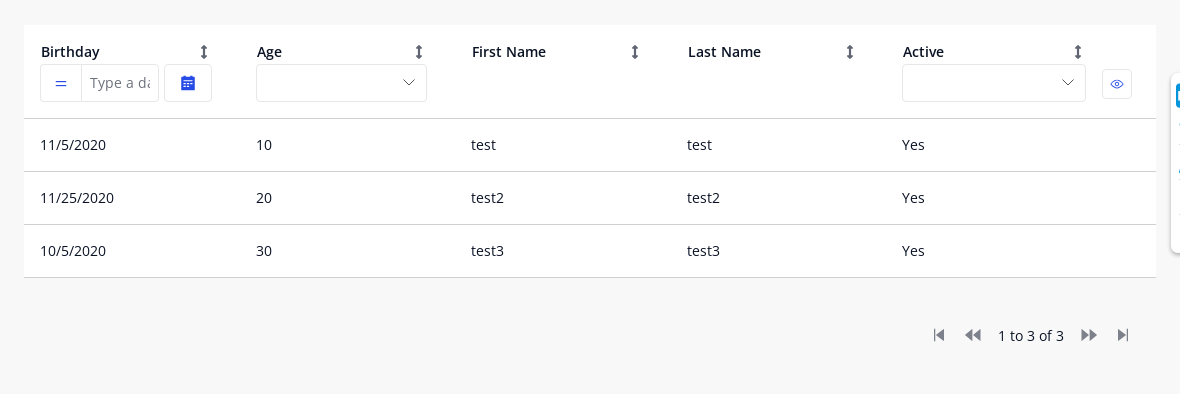 Birthday Age First Name Last Name Active
= Type a da
11/5/2020 10 test test Yes
11/25/2020 20 test2 test2 Yes
10/5/2020 30 test3 test3 Yes
1 to 3 of 3